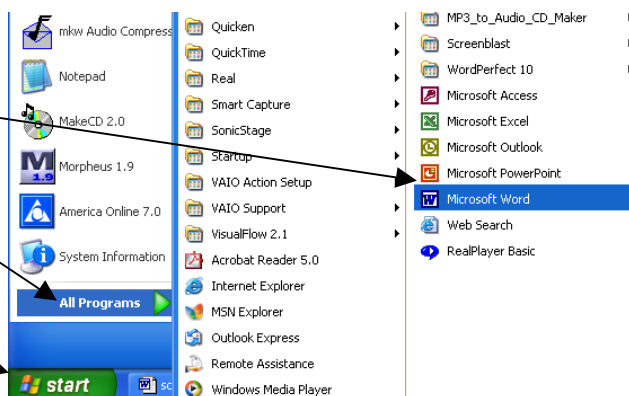 mkw Audio Compress
Notepad
MakeCD 2.0
Morpheus 1.9
1.9
America Online 7.0
System Information
All Programs
start
Quicken
QuickTime
Real
Smart Capture
SonicStage
Startup
VAIO Action Setup
VAIO Support
VisualFlow 2.1
Acrobat Reader 5.0
Internet Explorer
MSN Explorer
Outlook Express
Remote Assistance
Windows Media Player
MP3_to_Audio_CD_Maker
Screenblast
WordPerfect 10
Microsoft Access
Microsoft Excel
Microsoft Outlook
Microsoft PowerPoint
Microsoft Word
Web Search
RealPlayer Basic